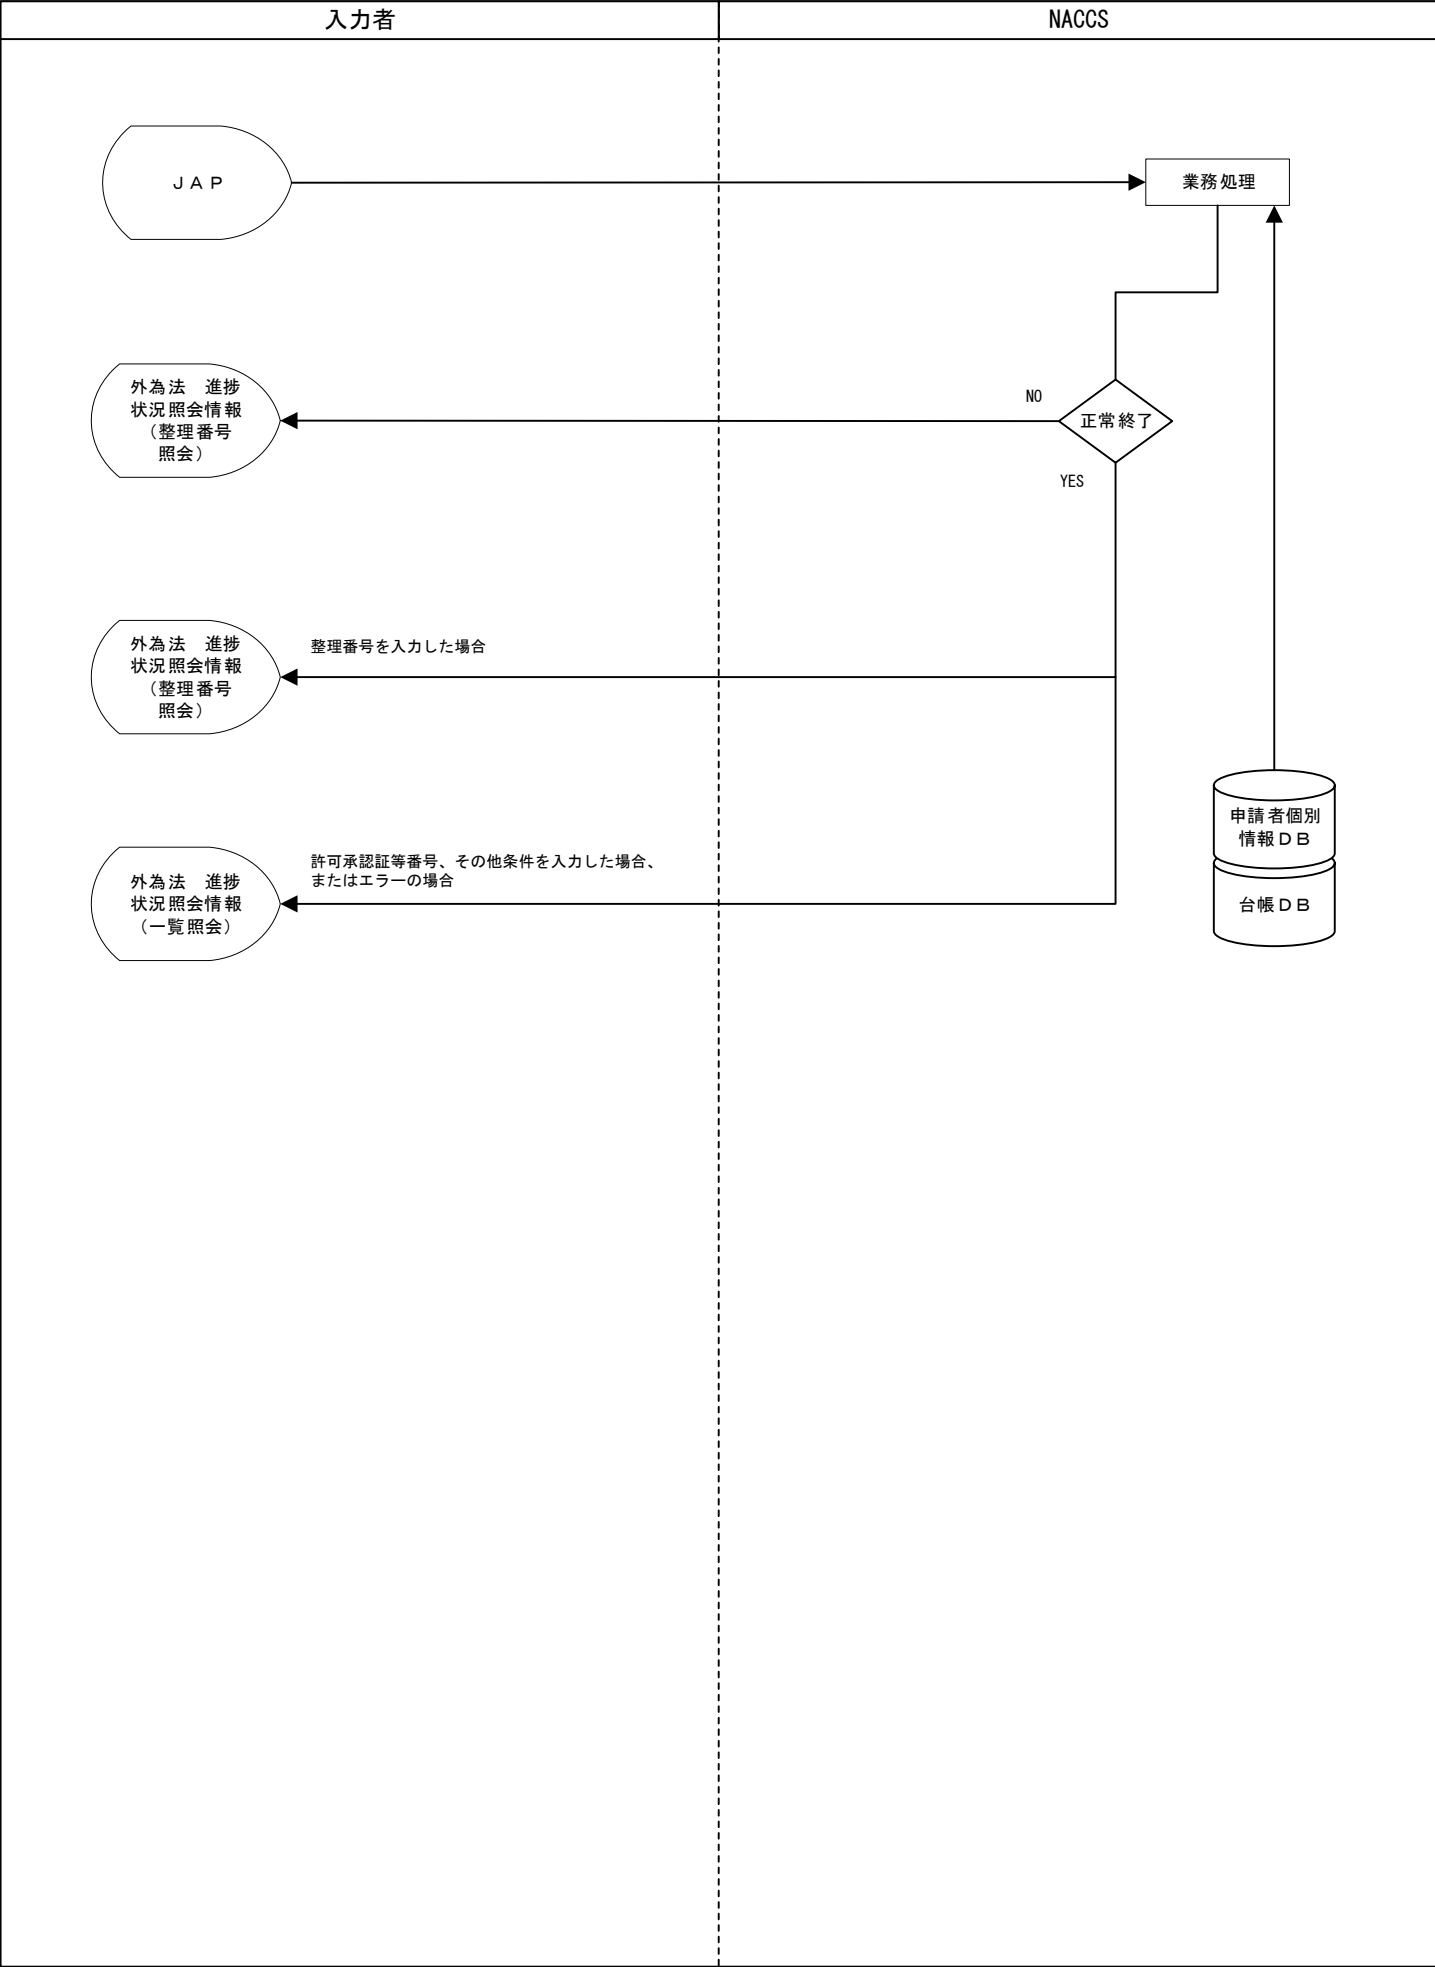 入力者
NACCS
ＪＡＰ
業務処理
外為法　進捗
状況照会情報
（整理番号
照会）
NO
正常終了
YES
外為法　進捗
状況照会情報
（整理番号
照会）
整理番号を入力した場合
申請者個別
情報ＤＢ
外為法　進捗
状況照会情報
（一覧照会）
許可承認証等番号、その他条件を入力した場合、
またはエラーの場合
台帳ＤＢ